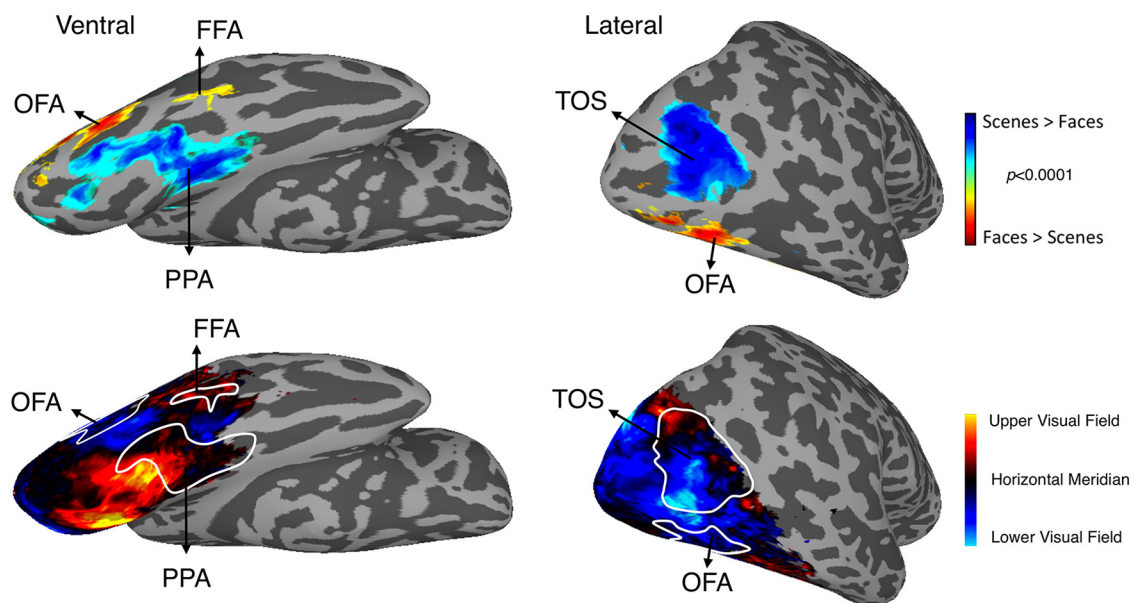 Ventral
FFA
OFA
PPA
Lateral
TOS
OFA
Scenes > Faces
p<0.0001
Faces > Scenes
FFA
OFA
PPA
TOS
OFA
Upper Visual Field
Horizontal Meridian
Lower Visual Field